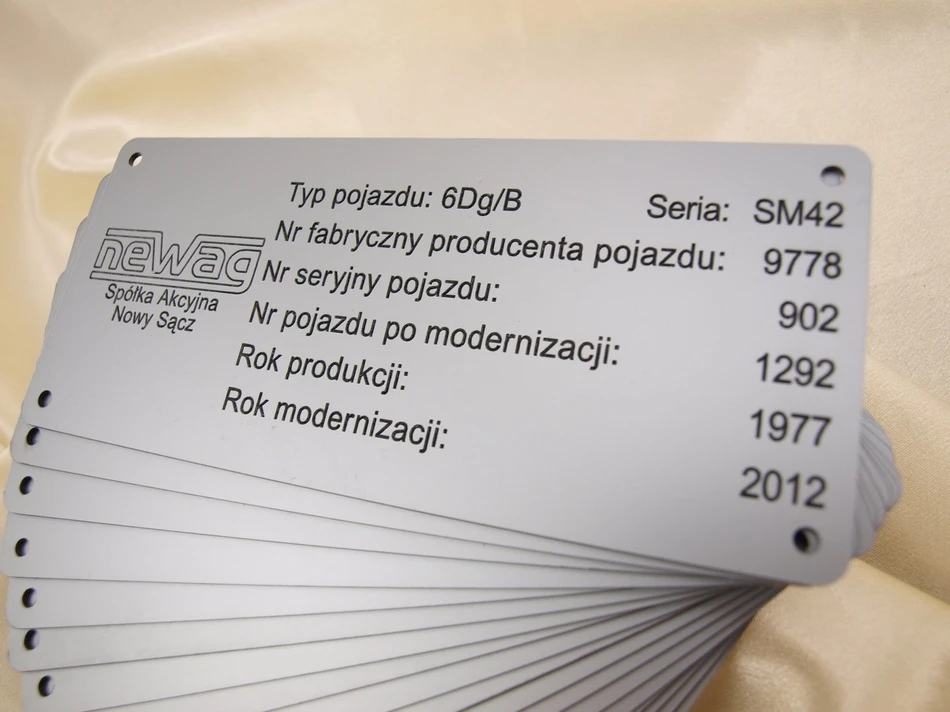 Typ pojazdu: 6Dg/B Seria: SM42
Nr fabryczny producenta pojazdu: 9778
Nr seryjny pojazdu: 902
Nr pojazdu po modernizacji: 1292
Rok produkcji: 1977
Rok modernizacji: 2012
newag
Spółka Akcyjna
Nowy Sącz